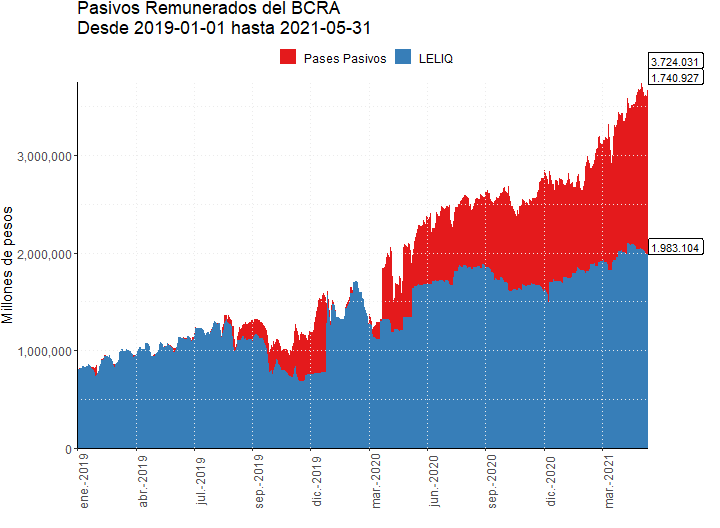 Pasivos Remunerados del BCRA
Desde 2019-01-01 hasta 2021-05-31
Pases Pasivos
LELIQ
3.724.031
1.740.927
1.983.104
Millones de pesos
3,000,000
2,000,000
1,000,000
0
ene.-2019
abr.-2019
jul.-2019
sep.-2019
dic.-2019
mar.-2020
jun.-2020
sep.-2020
dic.-2020
mar.-2021